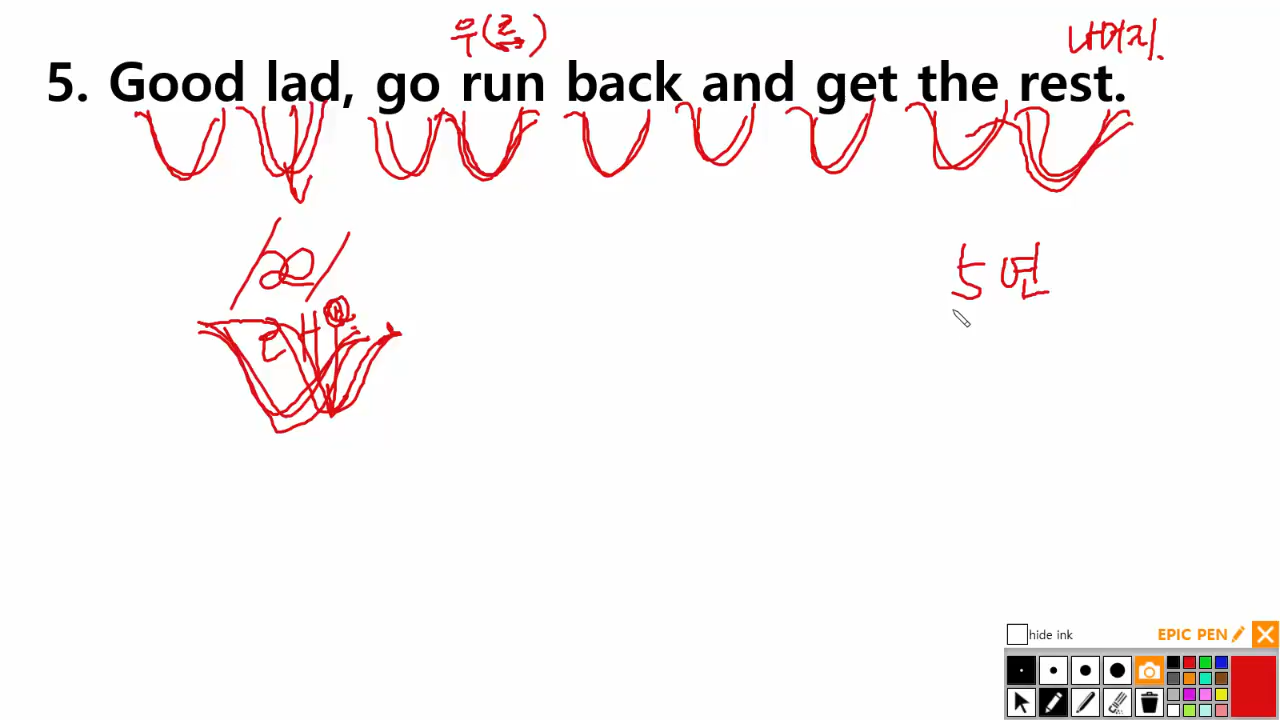 우(르) 나머지.
5. Good lad, go run back and get the rest.
5 연
hide ink EPIC PEN